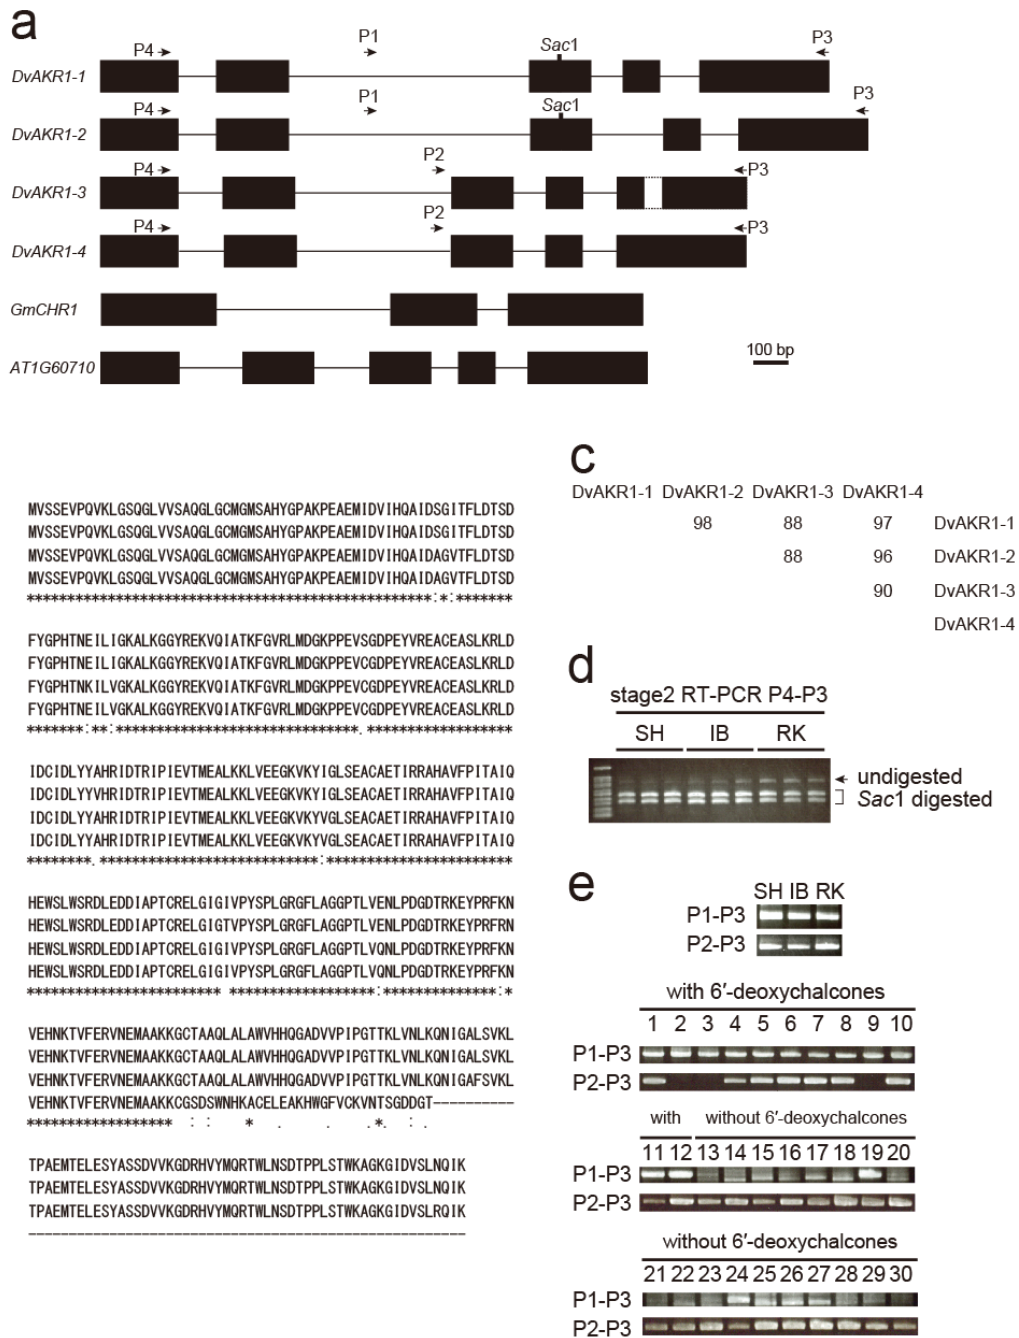 a
P4 P1 Sac1 P3
DvAKR1-1
P4 P1 Sac1 P3
DvAKR1-2
P4 P2 P3
DvAKR1-3
P4 P2 P3
DvAKR1-4
GmCHR1
AT1G60710
100 bp
MVSSEVPQVKLGSQGLVVSAQGLGCMGMSAHYGPAKPEAEMIDVIHQAIDSGITFLDTSD
MVSSEVPQVKLGSQGLVVSAQGLGCMGMSAHYGPAKPEAEMIDVIHQAIDSGITFLDTSD
MVSSEVPQVKLGSQGLVVSAQGLGCMGMSAHYGPAKPEAEMIDVIHQAIDAGVTFLDTSD
MVSSEVPQVKLGSQGLVVSAQGLGCMGMSAHYGPAKPEAEMIDVIHQAIDAGVTFLDTSD
**************************************************:*:*******
FYGPHTNEILIGKALKGGYREKVQIATKFGVRLMDGKPPEVSGDPEYVREACEASLKRLD
FYGPHTNEILIGKALKGGYREKVQIATKFGVRLMDGKPPEVCGDPEYVREACEASLKRLD
FYGPHTNKILVGKALKGGYREKVQIATKFGVRLMDGKPPEVCGDPEYVREACEASLKRLD
FYGPHTNEILVGKALKGGYREKVQIATKFGVRLMDGKPPEVCGDPEYVREACEASLKRLD
*******:**:******************************.******************
IDCIDLYYAHRIDTRIPIEVTMEALKKLVEEGKVKYIGLSEACAETIRRAHAVFPITAIQ
IDCIDLYYVHRIDTRIPIEVTMEALKKLVEEGKVKYIGLSEACAETIRRAHAVFPITAIQ
IDCIDLYYAHRIDTRIPIEVTMEALKKLVEEGKVKYVGLSEACAETIRRAHAVFPITAIQ
IDCIDLYYAHRIDTRIPIEVTMEALKKLVEEGKVKYVGLSEACAETIRRAHAVFPITAIQ
********.***************************:***********************
HEWSLWSRDLEDDIAPTCRELGIGIVPYSPLGRGFLAGGPTLVENLPDGDTRKEYPRFKN
HEWSLWSRDLEDDIAPTCRELGIGTVPYSPLGRGFLAGGPTLVENLPDGDTRKEYPRFRN
HEWSLWSRDLEDDIAPTCRELGIGIVPYSPLGRGFLAGGPTLVQNLPDGDTRKEYPRFKN
HEWSLWSRDLEDDIAPTCRELGIGIVPYSPLGRGFLAGGPTLVQNLPDGDTRKEYPRFKN
************************ ******************:**************:*
VEHNKTVFERVNEMAAKKGCTAAQLALAWVHHQGADVVPIPGTTKLVNLKQNIGALSVKL
VEHNKTVFERVNEMAAKKGCTAAQLALAWVHHQGADVVPIPGTTKLVNLKQNIGALSVKL
VEHNKTVFERVNEMAAKKGCTAAQLALAWVHHQGADVVPIPGTTKLVNLKQNIGAFSVKL
VEHNKTVFERVNEMAAKKCGSDSWNHKACELEAKHWGFVCKVNTSGDDGT----------
****************** : : * . : . *. : .
TPAEMTELESYASSDVVKGDRHVYMQRTWLNSDTPPLSTWKAGKGIDVSLNQIK
TPAEMTELESYASSDVVKGDRHVYMQRTWLNSDTPPLSTWKAGKGIDVSLNQIK
TPAEMTELESYASSDVVKGDRHVYMQRTWLNSDTPPLSTWKAGKGIDVSLRQIK
------------------------------------------------------
c
DvAKR1-1 DvAKR1-2 DvAKR1-3 DvAKR1-4
98 88 97 DvAKR1-1
88 96 DvAKR1-2
90 DvAKR1-3
DvAKR1-4
d
stage2 RT-PCR P4-P3
SH IB RK
undigested
Sac1 digested
e
SH IB RK
P1-P3
P2-P3
with 6′-deoxychalcones
1 2 3 4 5 6 7 8 9 10
P1-P3
P2-P3
with without 6′-deoxychalcones
11 12 13 14 15 16 17 18 19 20
P1-P3
P2-P3
without 6′-deoxychalcones
21 22 23 24 25 26 27 28 29 30
P1-P3
P2-P3